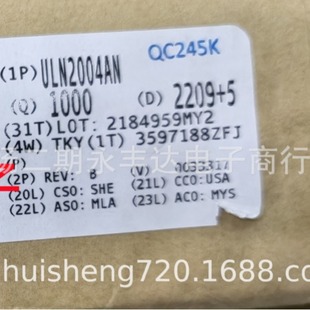 QC245K
(1P) ULN2004AN
(Q) 1000 (D) 2209+5
(31T)LOT: 2184959MY2
(4W) TKY(1T) 3597188ZFJ
二期永丰达电子商行
(P)
(2P) REV: B (V) 0033317
(20L) CSO: SHE (21L) CCO:USA
(22L) ASO: MLA (23L) ACO: MYS
huisheng720.1688.com